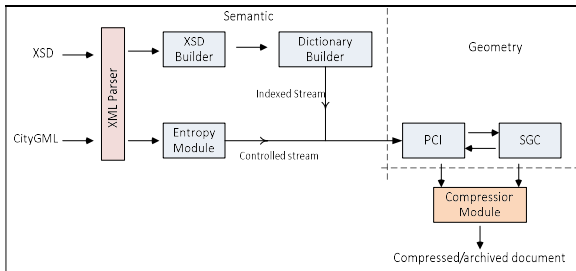 Semantic
Geometry
XSD
XML Parser
XSD
Builder
Dictionary
Builder
Indexed Stream
CityGML
Entropy
Module
Controlled stream
PCI
SGC
Compressior
Module
Compressed/archived document